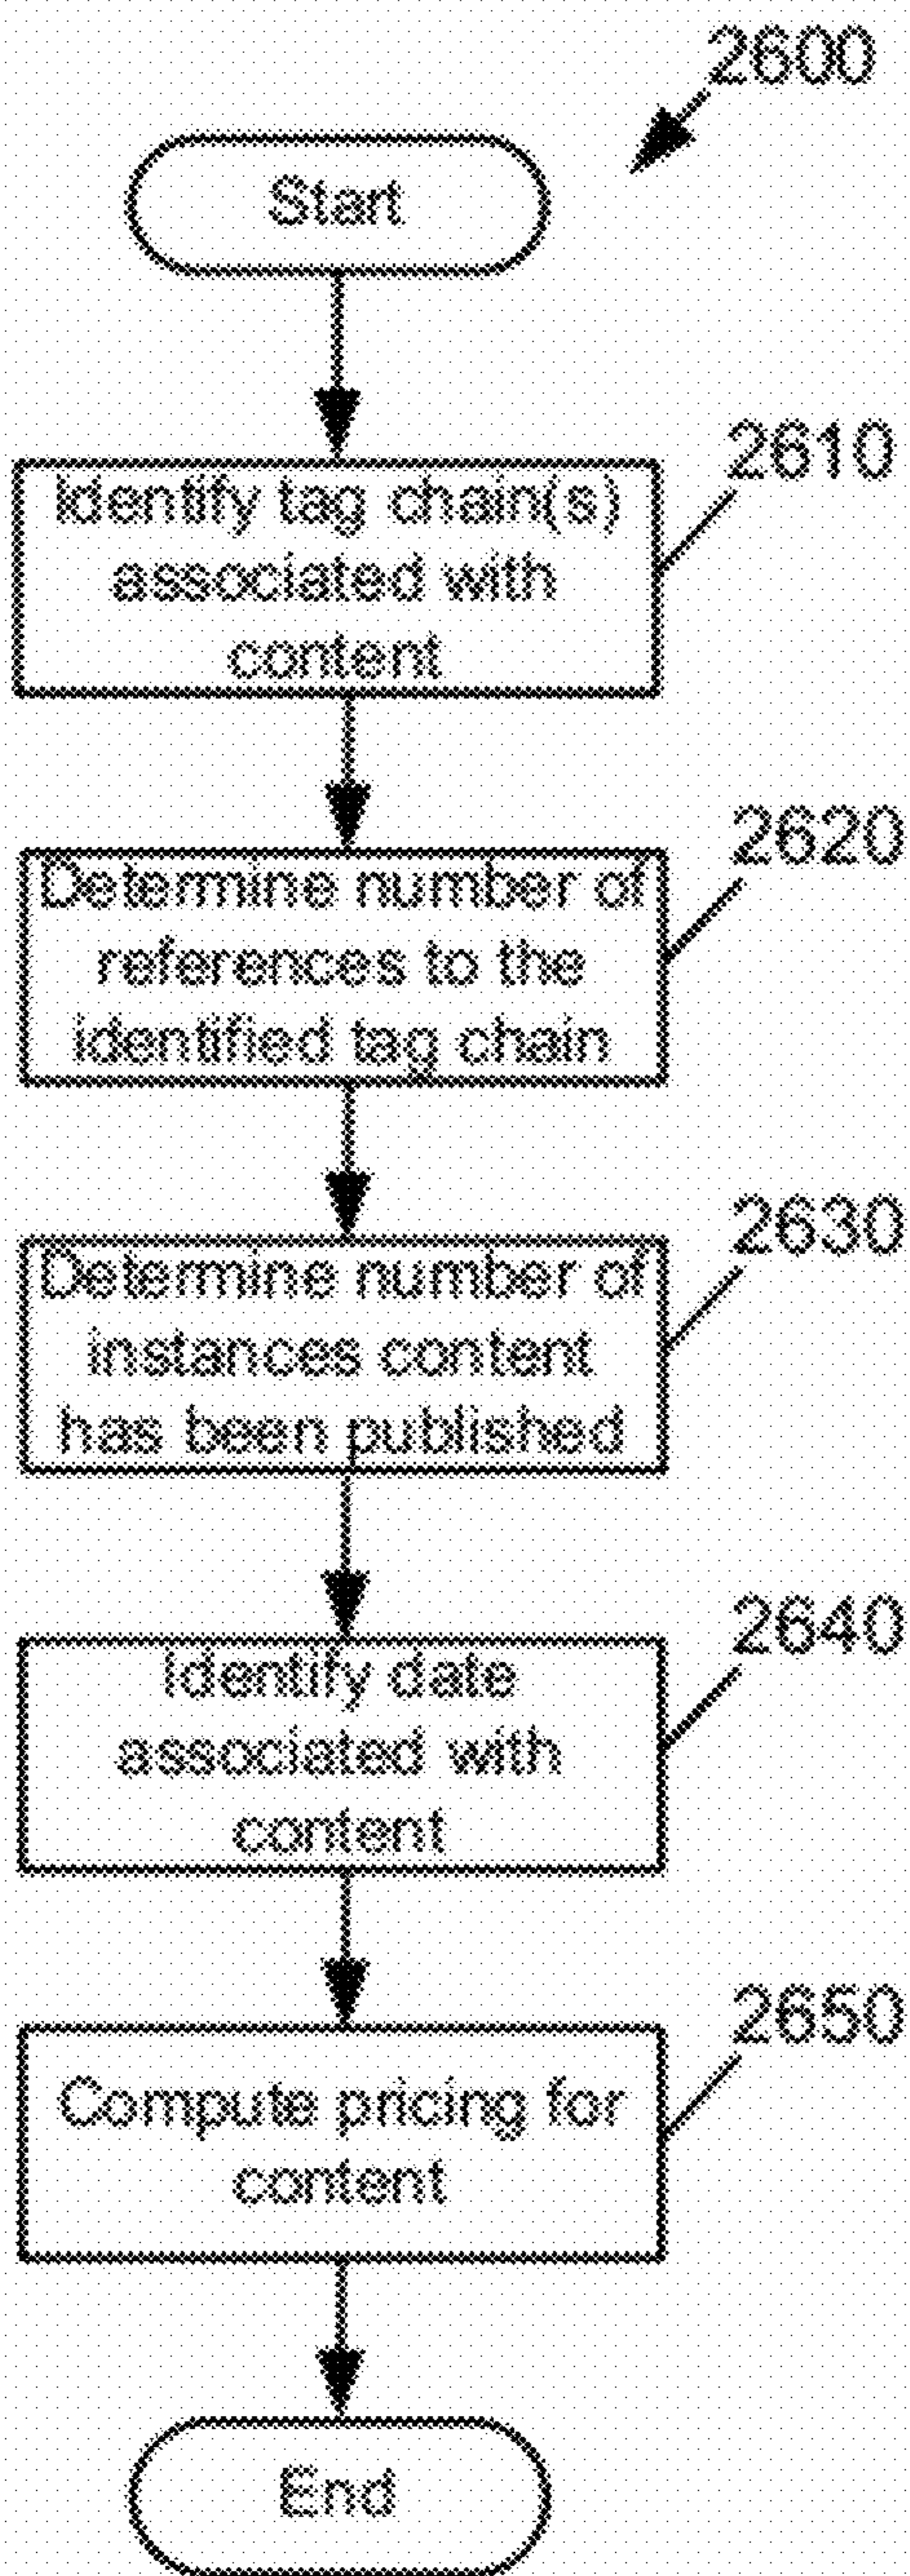 2600
Start
2610
Identify tag chain(s)
associated with
content
2620
Determine number of
references to the
identified tag chain
2630
Determine number of
instances content
has been published
2640
Identify date
associated with
content
2650
Compute pricing for
content
End